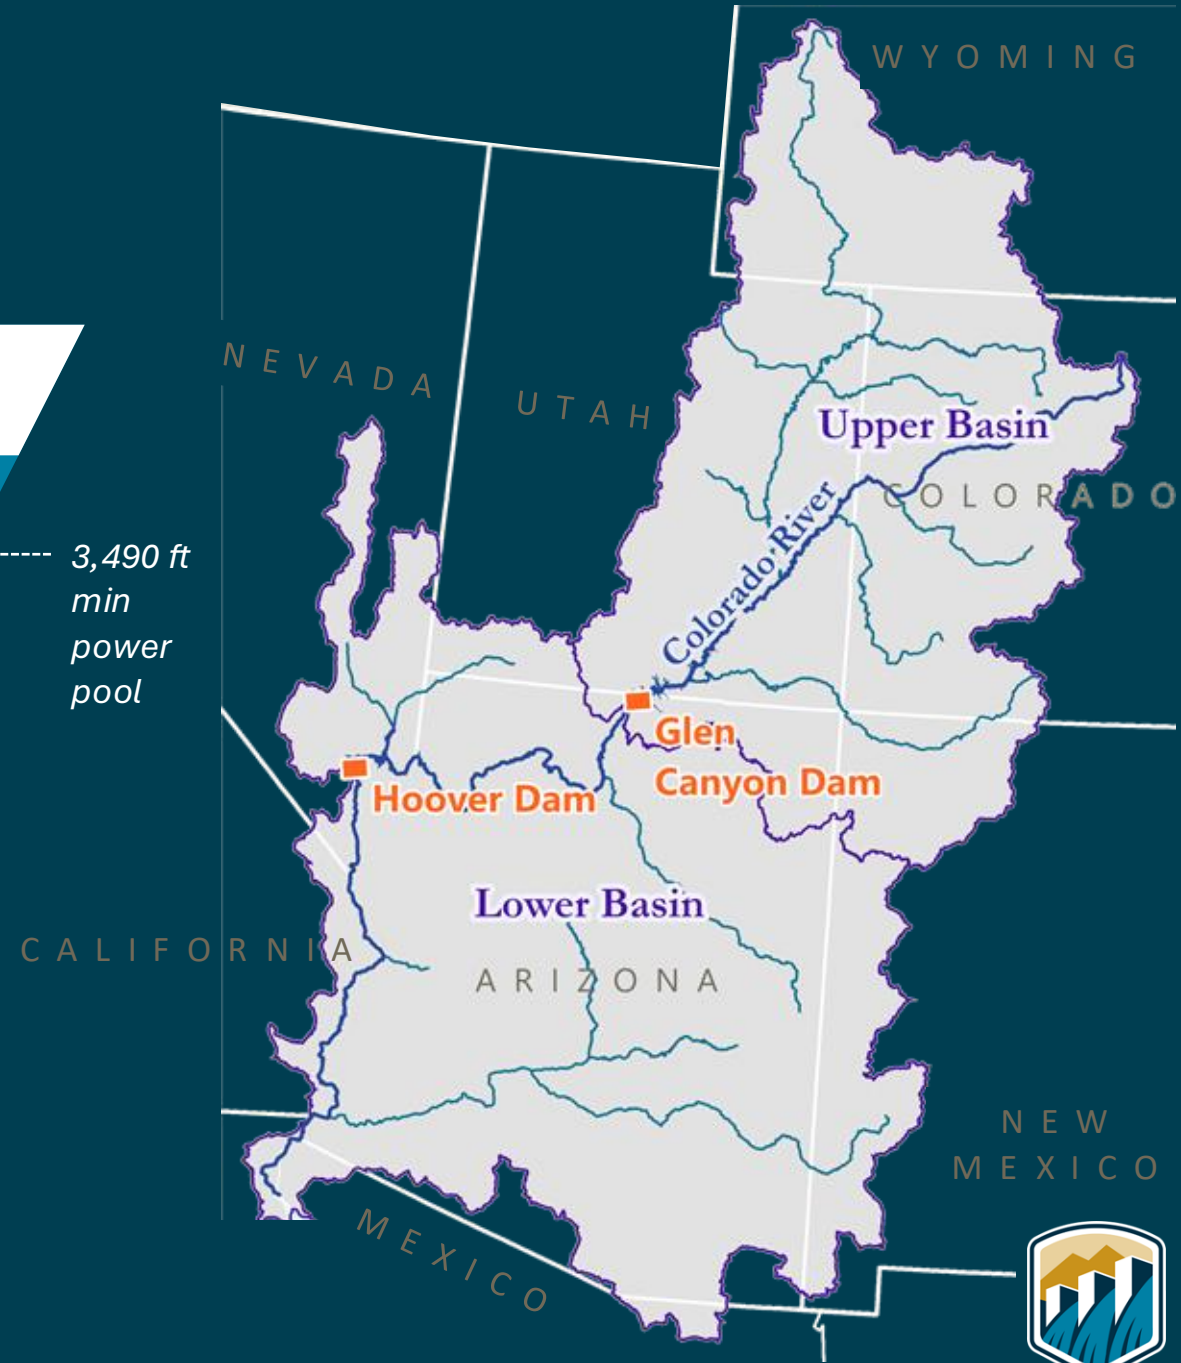 WYOMING
NEVADA
UTAH
Upper Basin
COLORADO
Colorado River
3,490 ft
min
power
pool
Glen
Canyon Dam
Hoover Dam
Lower Basin
CALIFORNIA
ARIZONA
NEW
MEXICO
MEXICO